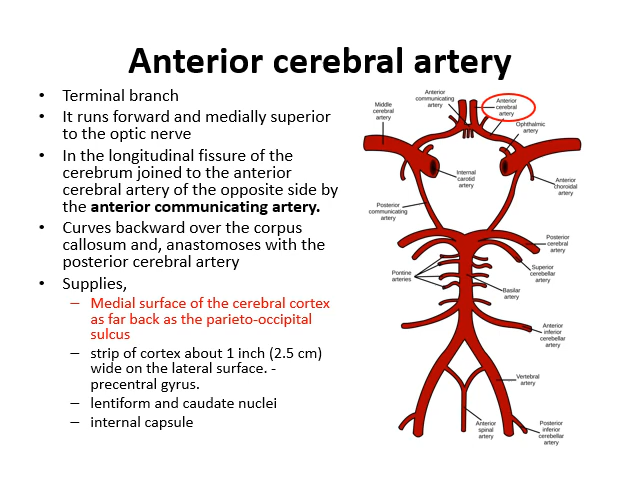 Anterior cerebral artery
• Terminal branch
• It runs forward and medially superior
to the optic nerve
• In the longitudinal fissure of the
cerebrum joined to the anterior
cerebral artery of the opposite side by
the anterior communicating artery.
• Curves backward over the corpus
callosum and, anastomoses with the
posterior cerebral artery
• Supplies,
– Medial surface of the cerebral cortex
as far back as the parieto-occipital
sulcus
– strip of cortex about 1 inch (2.5 cm)
wide on the lateral surface. -
precentral gyrus.
– lentiform and caudate nuclei
– internal capsule
Anterior
communicating
artery
Anterior
cerebral
artery
Middle
cerebral
artery
Ophthalmic
artery
Internal
carotid
artery
Anterior
choroidal
artery
Posterior
communicating
artery
Posterior
cerebral
artery
Superior
cerebellar
artery
Pontine
arteries
Basilar
artery
Anterior
inferior
cerebellar
artery
Vertebral
artery
Anterior
spinal
artery
Posterior
inferior
cerebellar
artery